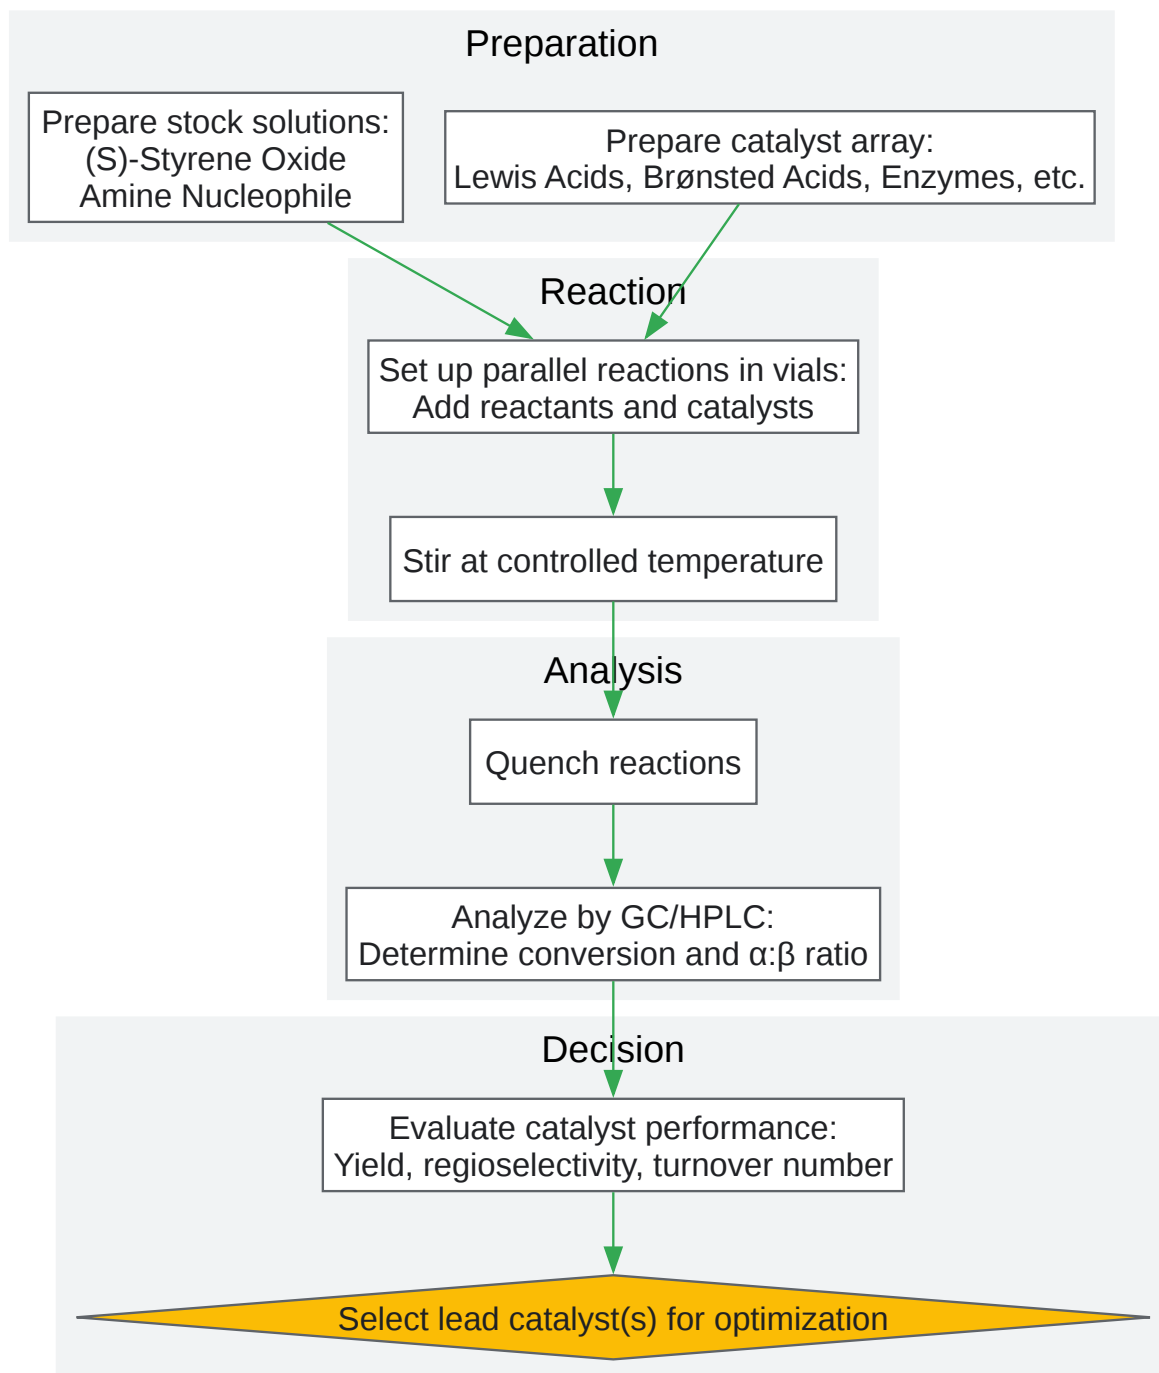 Preparation
Prepare stock solutions:
(S)-Styrene Oxide
Amine Nucleophile
Prepare catalyst array:
Lewis Acids, Brønsted Acids, Enzymes, etc.
Reaction
Set up parallel reactions in vials:
Add reactants and catalysts
Stir at controlled temperature
Analysis
Quench reactions
Analyze by GC/HPLC:
Determine conversion and α:β ratio
Decision
Evaluate catalyst performance:
Yield, regioselectivity, turnover number
Select lead catalyst(s) for optimization